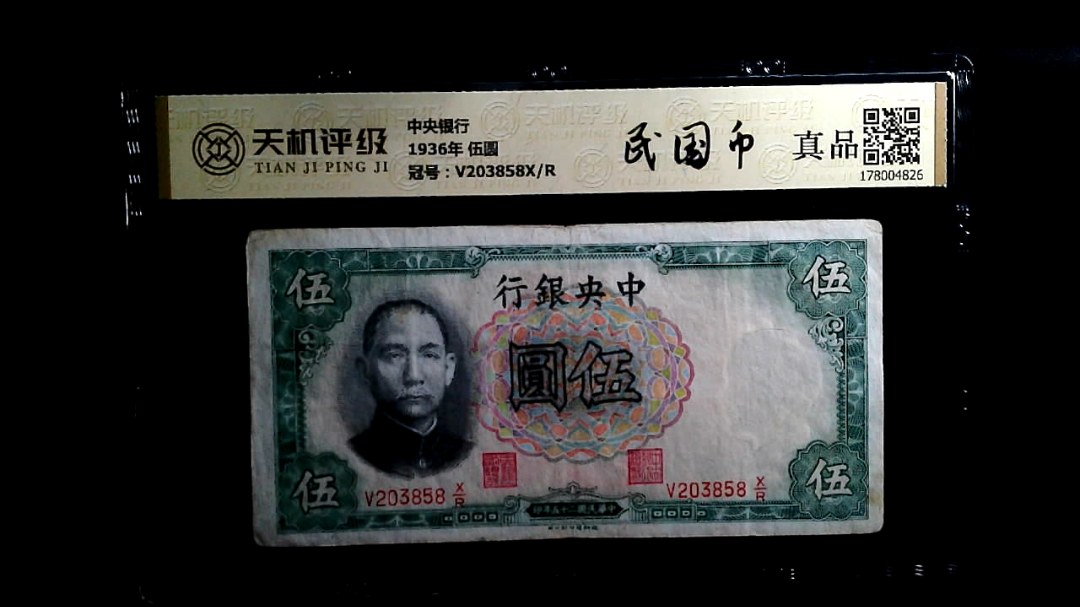 天机评级
TIAN JI PING JI
中央银行
1936年 伍圆
冠号:V203858X/R
民国币
真品
178004826
伍
伍
行銀央中
圓伍
伍
伍
V203858 X/R
V203858 X/R